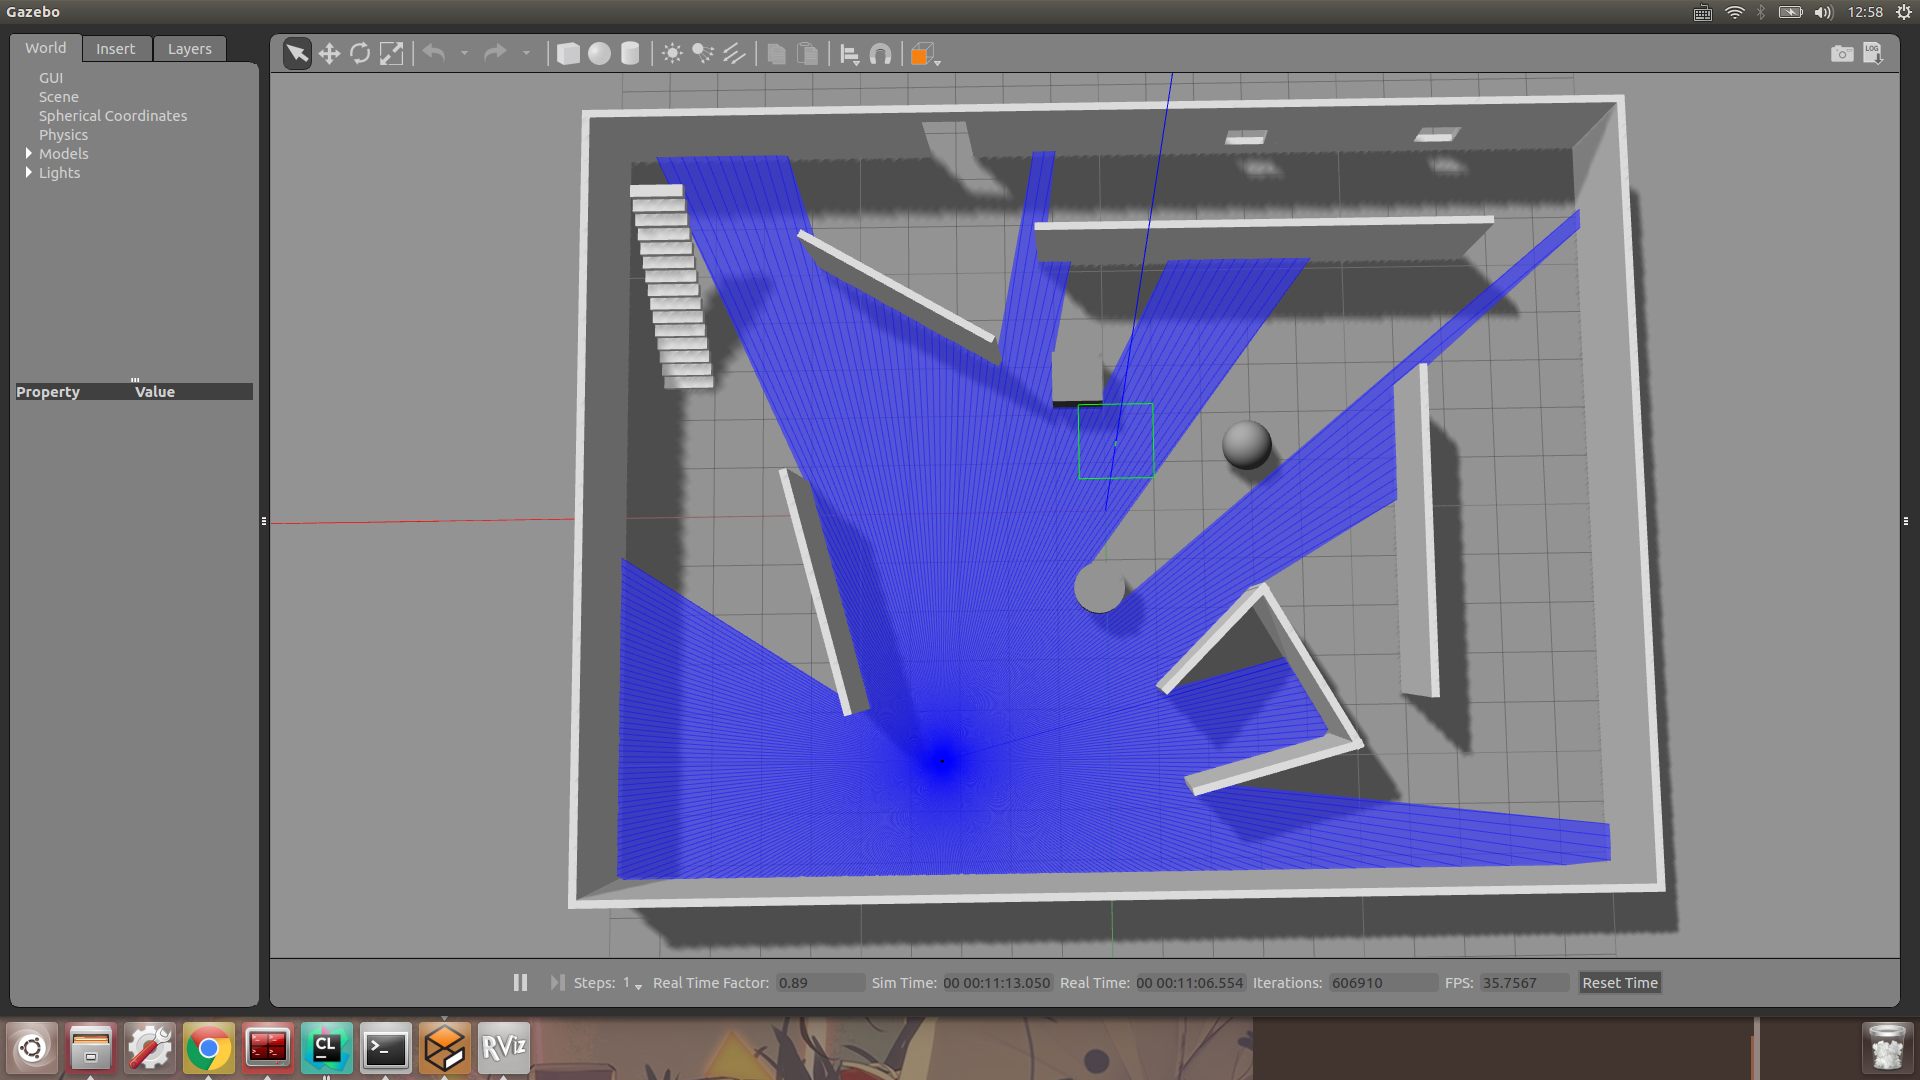 Gazebo
12:58
World Insert Layers
LOG
GUI
Scene
Spherical Coordinates
Physics
Models
Lights
Property Value
Steps: 1 Real Time Factor: 0.89 Sim Time: 00 00:11:13.050 Real Time: 00 00:11:06.554 Iterations: 606910 FPS: 35.7567 Reset Time
CL
>_
RViz